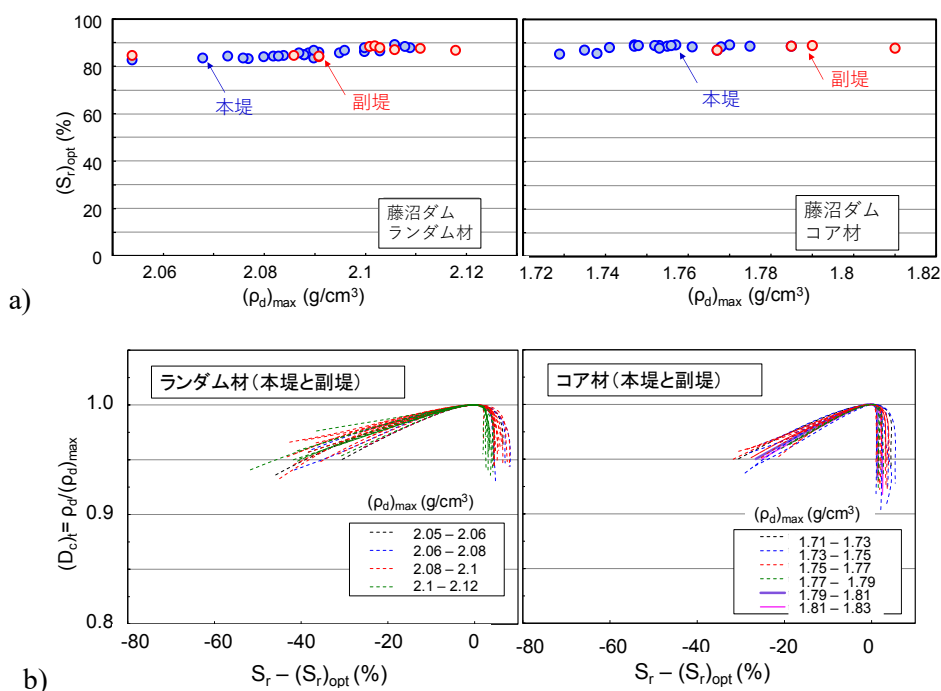 100
80
60
40
20
0
(Sr)opt (%)
本堤
副堤
藤沼ダム
ランダム材
2.06
2.08
2.1
2.12
(ρd)max (g/cm3)
本堤
副堤
藤沼ダム
コア材
1.72
1.74
1.76
1.78
1.8
1.82
(ρd)max (g/cm3)
a)
ランダム材(本堤と副堤)
1.0
0.9
0.8
(Dc)t= ρd/(ρd)max
(ρd)max (g/cm3)
2.05 – 2.06
2.06 – 2.08
2.08 – 2.1
2.1 – 2.12
-80
-60
-40
-20
0
Sr – (Sr)opt (%)
コア材(本堤と副堤)
(ρd)max (g/cm3)
1.71 – 1.73
1.73 – 1.75
1.75 – 1.77
1.77 – 1.79
1.79 – 1.81
1.81 – 1.83
-80
-60
-40
-20
0
Sr – (Sr)opt (%)
b)